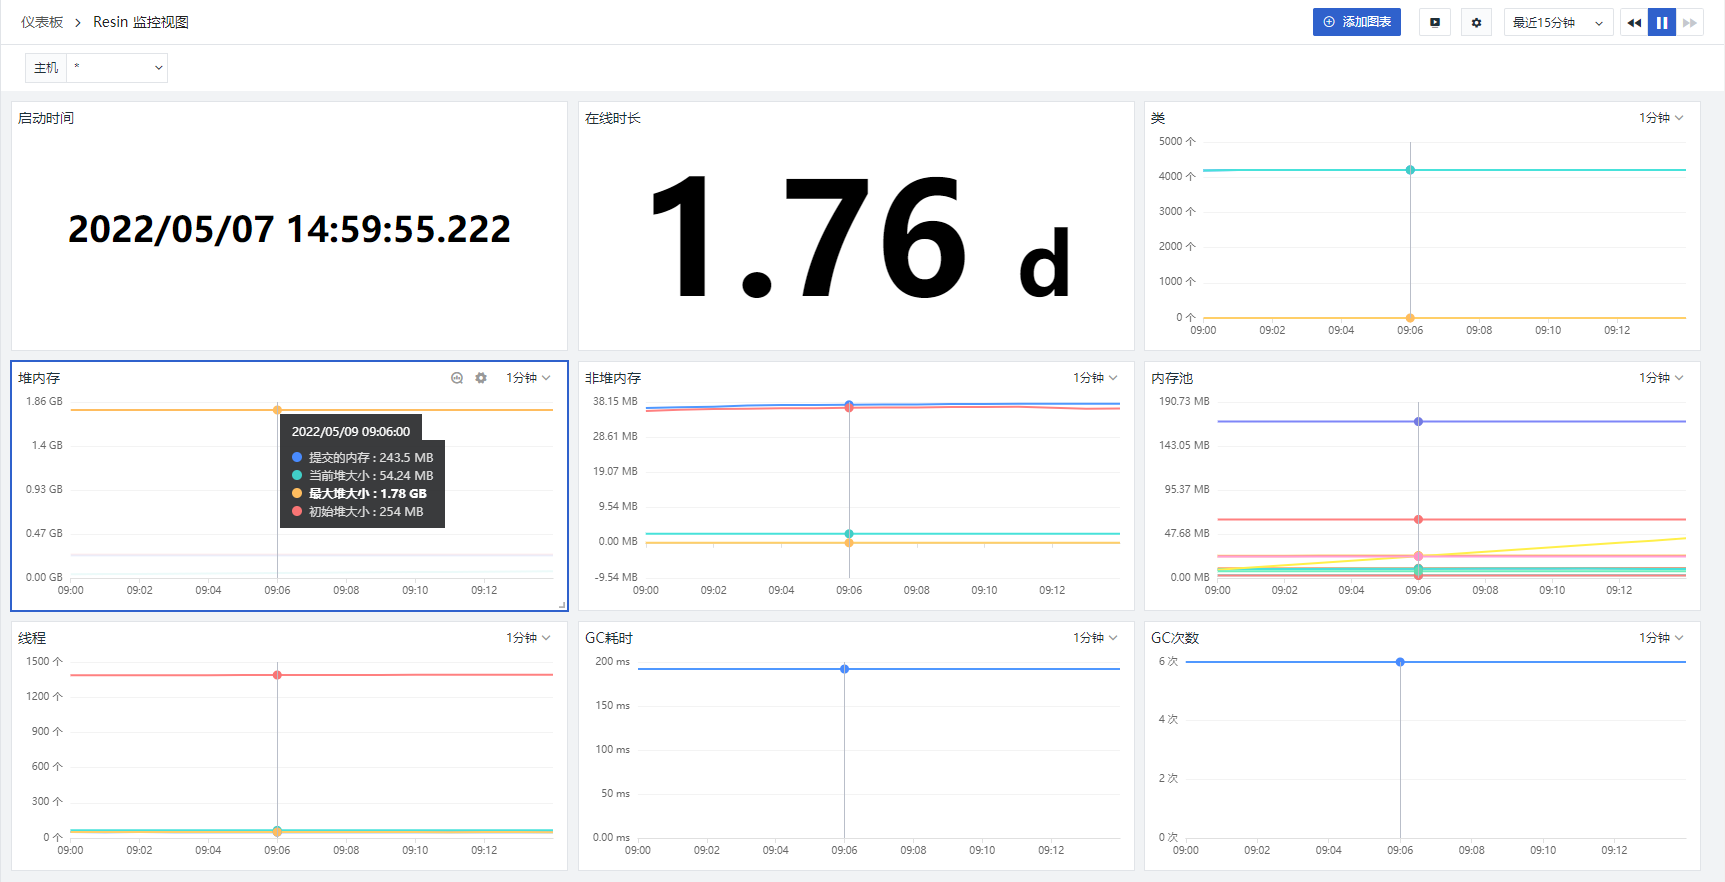 仪表板 > Resin 监控视图
添加图表
最近15分钟
主机 *
启动时间
2022/05/07 14:59:55.222
在线时长
1.76 d
类
1分钟
5000 个
4000 个
3000 个
2000 个
1000 个
0 个
09:00 09:02 09:04 09:06 09:08 09:10 09:12
堆内存
1分钟
1.86 GB
1.4 GB
0.93 GB
0.47 GB
0.00 GB
09:00 09:02 09:04 09:06 09:08 09:10 09:12
2022/05/09 09:06:00
提交的内存 : 243.5 MB
当前堆大小 : 54.24 MB
最大堆大小 : 1.78 GB
初始堆大小 : 254 MB
非堆内存
1分钟
38.15 MB
28.61 MB
19.07 MB
9.54 MB
0.00 MB
-9.54 MB
09:00 09:02 09:04 09:06 09:08 09:10 09:12
内存池
1分钟
190.73 MB
143.05 MB
95.37 MB
47.68 MB
0.00 MB
09:00 09:02 09:04 09:06 09:08 09:10 09:12
线程
1分钟
1500 个
1200 个
900 个
600 个
300 个
0 个
09:00 09:02 09:04 09:06 09:08 09:10 09:12
GC耗时
1分钟
200 ms
150 ms
100 ms
50 ms
0.00 ms
09:00 09:02 09:04 09:06 09:08 09:10 09:12
GC次数
1分钟
6 次
4 次
2 次
0 次
09:00 09:02 09:04 09:06 09:08 09:10 09:12